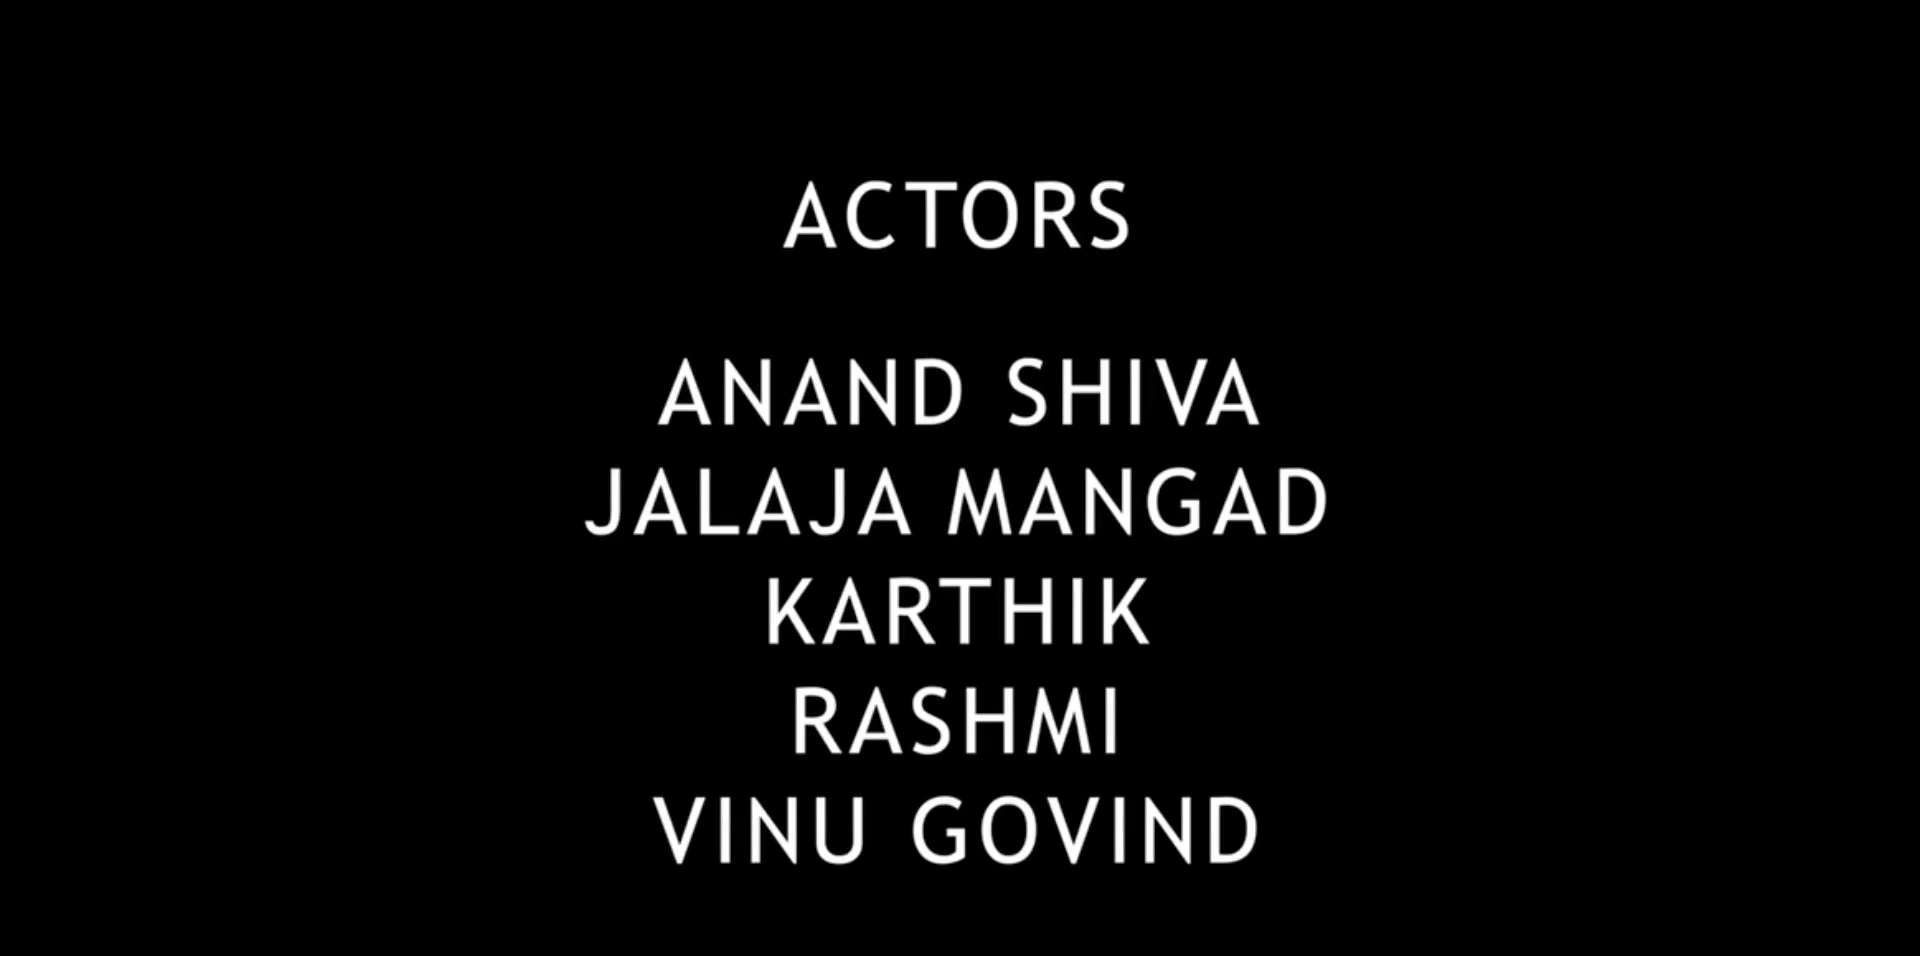 ACTORS
ANAND SHIVA
JALAJA MANGAD
KARTHIK
RASHMI
VINU GOVIND